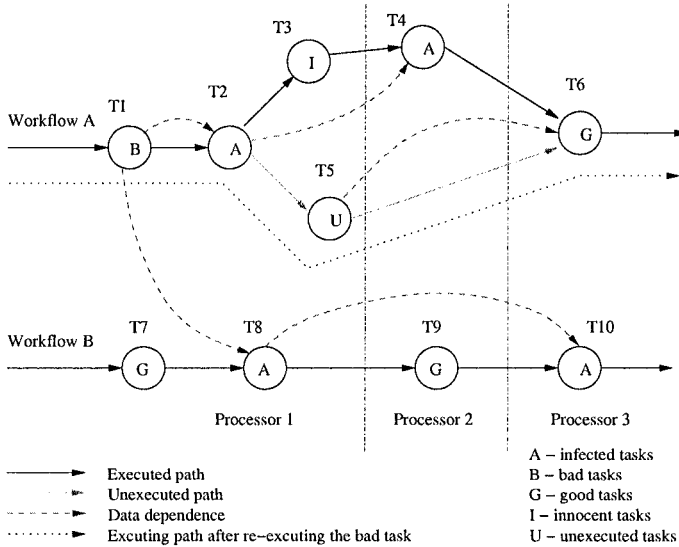 T3
T4
I
A
T1
T2
T6
Workflow A
B
A
T5
G
U
T7
T8
T9
T10
Workflow B
G
A
G
A
Processor 1
Processor 2
Processor 3
Executed path
Unexecuted path
Data dependence
Excuting path after re-excuting the bad task
A – infected tasks
B – bad tasks
G – good tasks
I – innocent tasks
U – unexecuted tasks